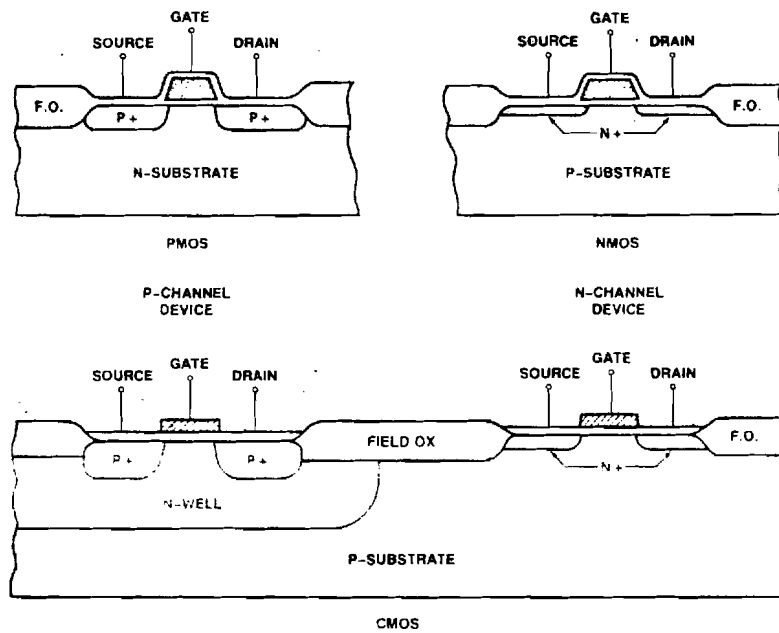 GATE
SOURCE
DRAIN
F.O.
P+
P+
N-SUBSTRATE
PMOS
P-CHANNEL
DEVICE
GATE
SOURCE
DRAIN
F.O.
N+
P-SUBSTRATE
NMOS
N-CHANNEL
DEVICE
GATE
SOURCE
DRAIN
P+
P+
FIELD OX
N-WELL
GATE
SOURCE
DRAIN
F.O.
N+
P-SUBSTRATE
CMOS